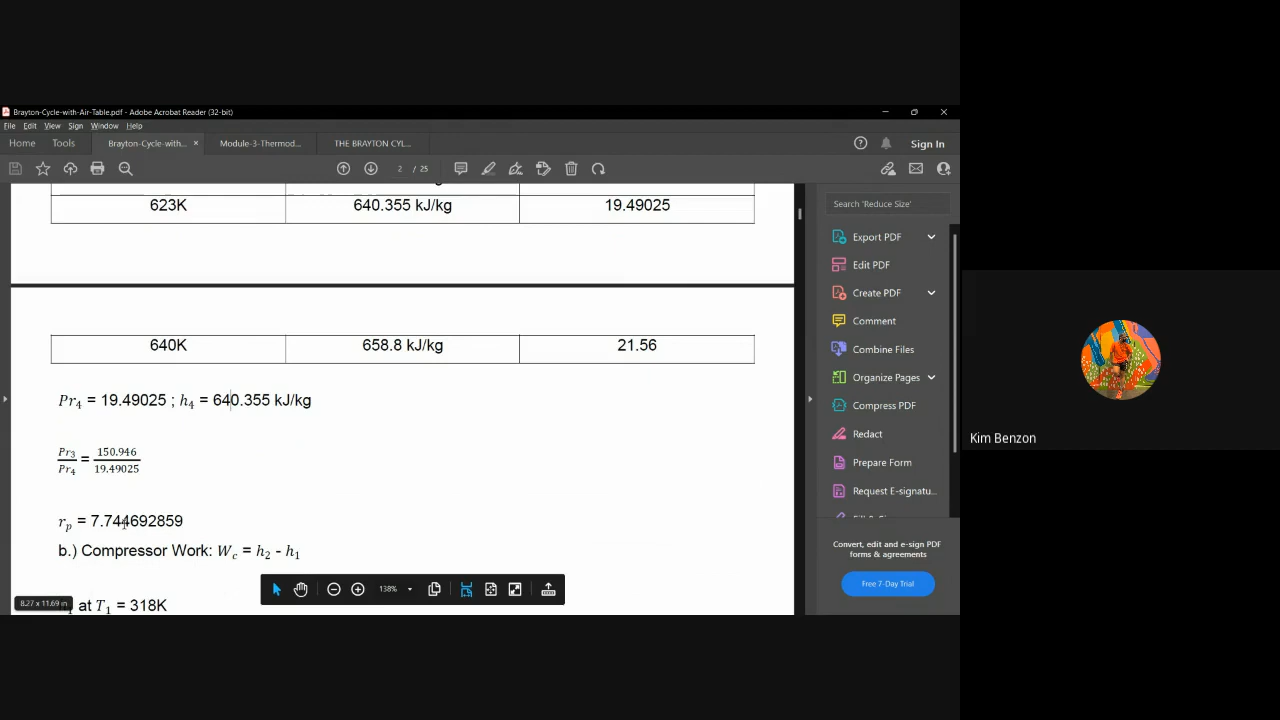 Brayton-Cycle-with-Air-Table.pdf - Adobe Acrobat Reader (32-bit)
File Edit View Sign Window Help
Home Tools Brayton-Cycle-with... × Module-3-Thermod... THE BRAYTON CYL... Sign In
2 / 25
623K 640.355 kJ/kg 19.49025
640K 658.8 kJ/kg 21.56
Pr₄ = 19.49025 ; h₄ = 640.355 kJ/kg
Pr₃/Pr₄ = 150.946/19.49025
rₚ = 7.744692859
b.) Compressor Work: W꜀ = h₂ - h₁
138%
at T₁ = 318K
8.27 x 11.69 in
Search 'Reduce Size'
Export PDF
Edit PDF
Create PDF
Comment
Combine Files
Organize Pages
Compress PDF
Redact
Prepare Form
Request E-signatu...
Convert, edit and e-sign PDF
forms & agreements
Free 7-Day Trial
Kim Benzon